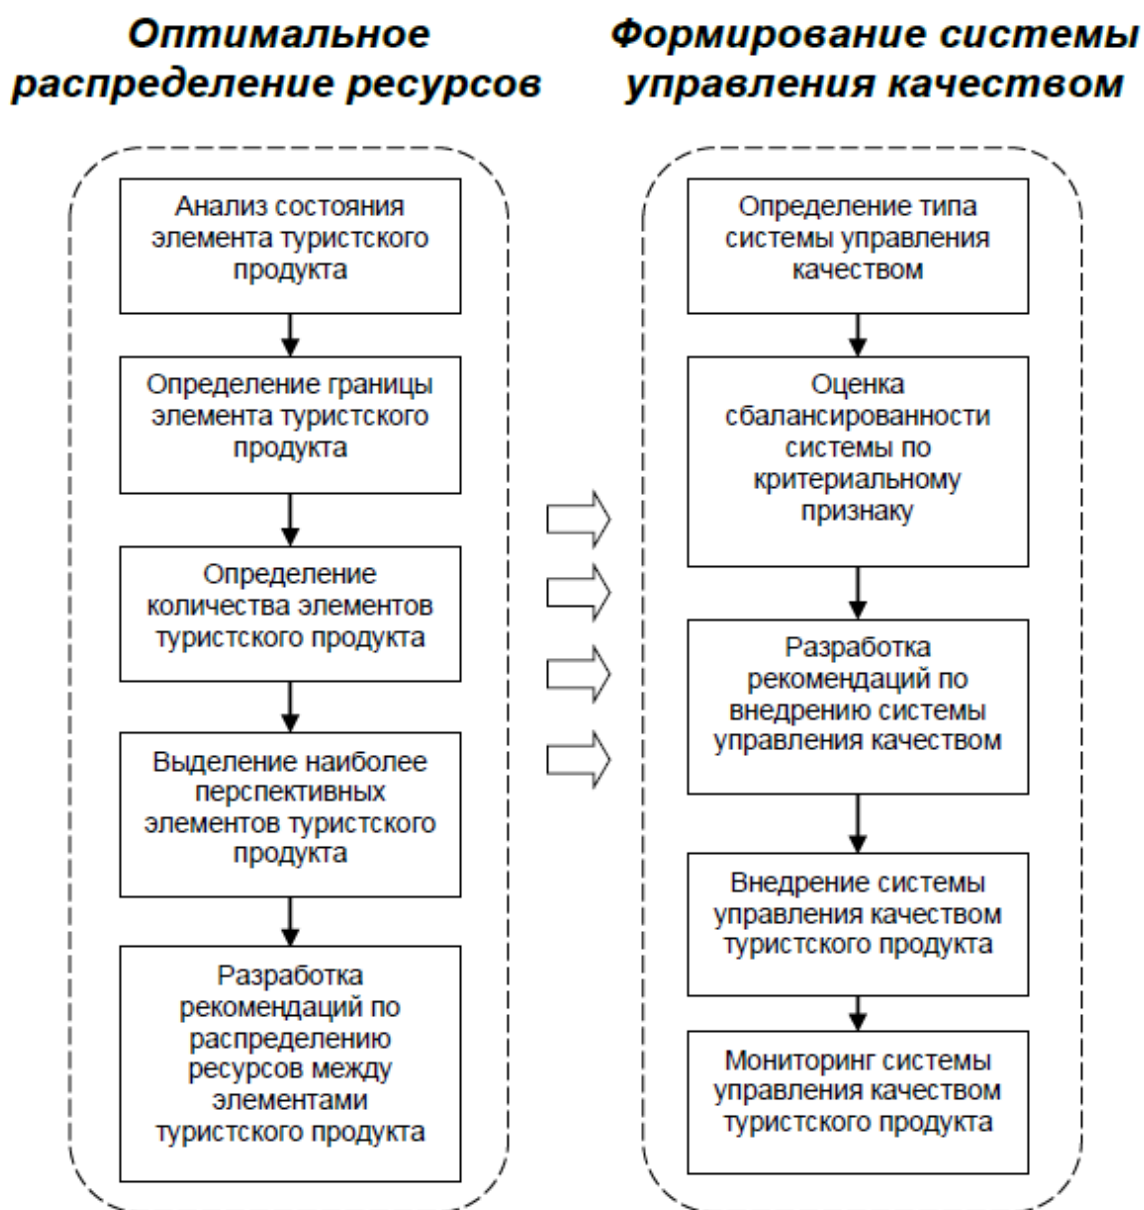 Оптимальное
распределение ресурсов
Формирование системы
управления качеством
Анализ состояния
элемента туристского
продукта
Определение границы
элемента туристского
продукта
Определение
количества элементов
туристского продукта
Выделение наиболее
перспективных
элементов туристского
продукта
Разработка
рекомендаций по
распределению
ресурсов между
элементами
туристского продукта
Определение типа
системы управления
качеством
Оценка
сбалансированности
системы по
критериальному
признаку
Разработка
рекомендаций по
внедрению системы
управления качеством
Внедрение системы
управления качеством
туристского продукта
Мониторинг системы
управления качеством
туристского продукта